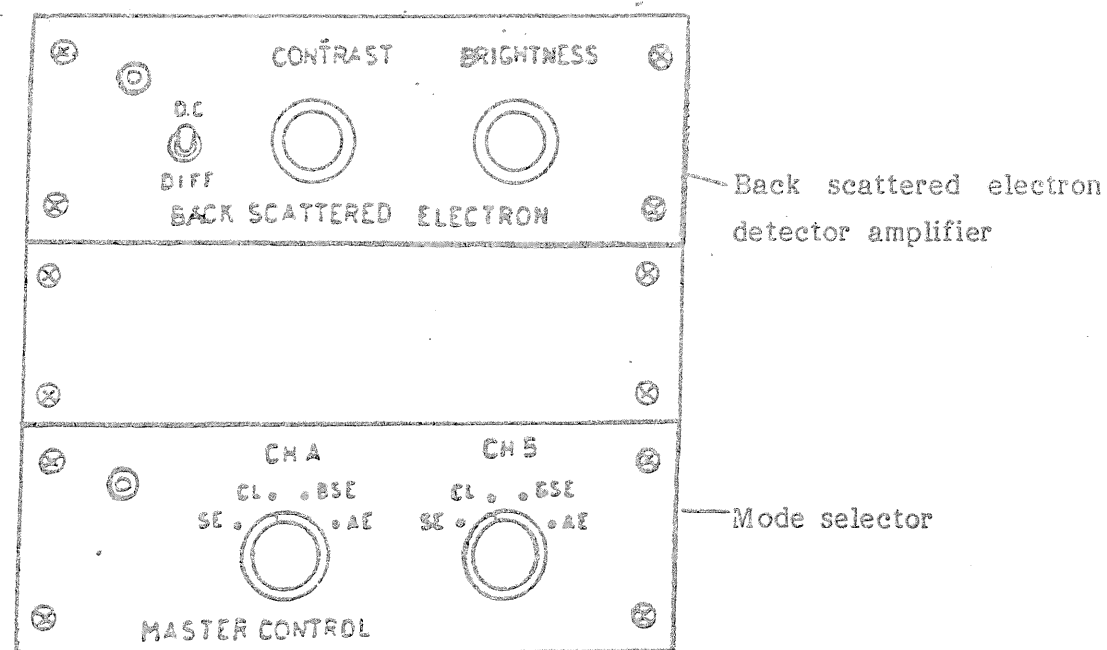 CONTRAST BRIGHTNESS
D.C
DIFF
BACK SCATTERED ELECTRON
Back scattered electron
detector amplifier
CH A CH B
CL BSE CL BSE
SE AE SE AE
Mode selector
MASTER CONTROL